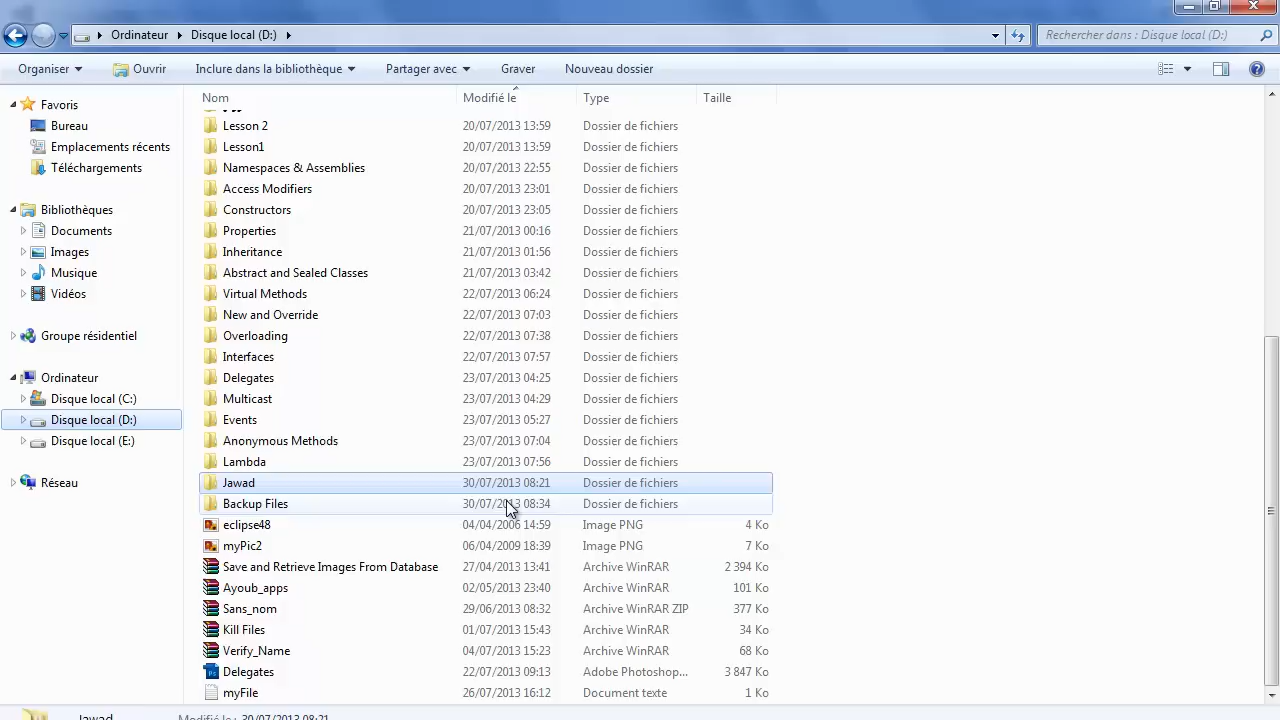 Ordinateur Disque local (D:) Rechercher dans : Disque local (D:)
Organiser Ouvrir Inclure dans la bibliothèque Partager avec Graver Nouveau dossier
Favoris
Bureau
Emplacements récents
Téléchargements
Bibliothèques
Documents
Images
Musique
Vidéos
Groupe résidentiel
Ordinateur
Disque local (C:)
Disque local (D:)
Disque local (E:)
Réseau
Nom Modifié le Type Taille
Lesson 2 20/07/2013 13:59 Dossier de fichiers
Lesson1 20/07/2013 13:59 Dossier de fichiers
Namespaces & Assemblies 20/07/2013 22:55 Dossier de fichiers
Access Modifiers 20/07/2013 23:01 Dossier de fichiers
Constructors 20/07/2013 23:05 Dossier de fichiers
Properties 21/07/2013 00:16 Dossier de fichiers
Inheritance 21/07/2013 01:56 Dossier de fichiers
Abstract and Sealed Classes 21/07/2013 03:42 Dossier de fichiers
Virtual Methods 22/07/2013 06:24 Dossier de fichiers
New and Override 22/07/2013 07:03 Dossier de fichiers
Overloading 22/07/2013 07:38 Dossier de fichiers
Interfaces 22/07/2013 07:57 Dossier de fichiers
Delegates 23/07/2013 04:25 Dossier de fichiers
Multicast 23/07/2013 04:29 Dossier de fichiers
Events 23/07/2013 05:27 Dossier de fichiers
Anonymous Methods 23/07/2013 07:04 Dossier de fichiers
Lambda 23/07/2013 07:56 Dossier de fichiers
Jawad 30/07/2013 08:21 Dossier de fichiers
Backup Files 30/07/2013 08:34 Dossier de fichiers
eclipse48 04/04/2006 14:59 Image PNG 4 Ko
myPic2 06/04/2009 18:39 Image PNG 7 Ko
Save and Retrieve Images From Database 27/04/2013 13:41 Archive WinRAR 2 394 Ko
Ayoub_apps 02/05/2013 23:40 Archive WinRAR 101 Ko
Sans_nom 29/06/2013 08:32 Archive WinRAR ZIP 377 Ko
Kill Files 01/07/2013 15:43 Archive WinRAR 34 Ko
Verify_Name 04/07/2013 15:23 Archive WinRAR 68 Ko
Delegates 22/07/2013 09:13 Adobe Photoshop... 3 847 Ko
myFile 26/07/2013 16:12 Document texte 1 Ko
Jawad Modifié le : 30/07/2013 08:21